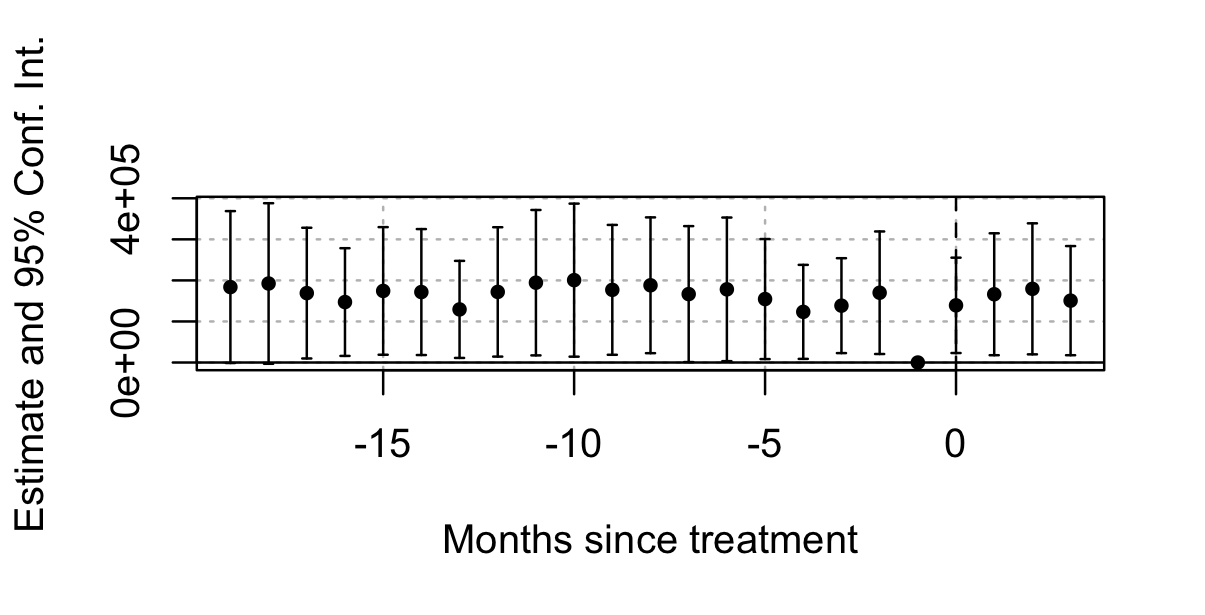 Estimate and 95% Conf. Int.
4e+05
0e+00
-15 -10 -5 0
Months since treatment